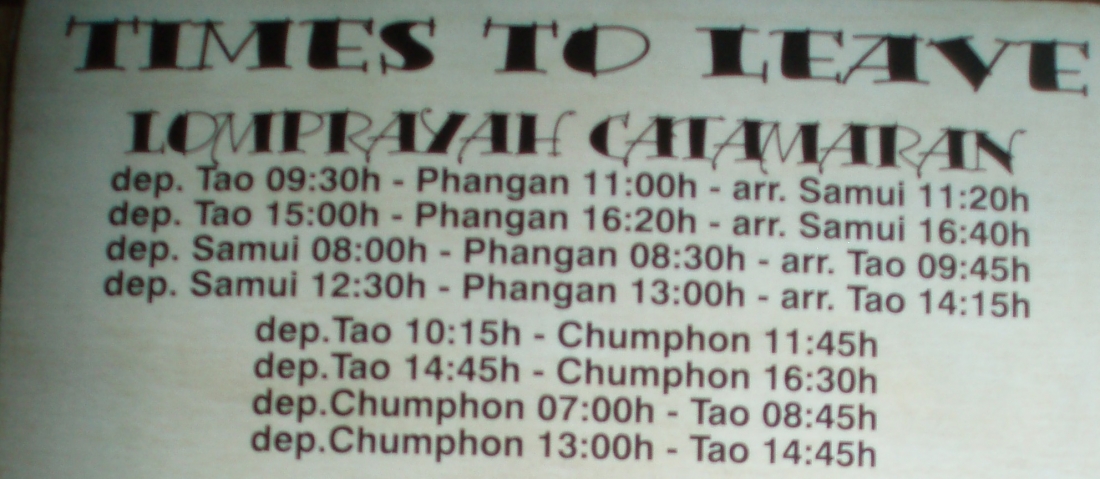 TIMES TO LEAVE
LOMPRAYAH CATAMARAN
dep. Tao 09:30h - Phangan 11:00h - arr. Samui 11:20h
dep. Tao 15:00h - Phangan 16:20h - arr. Samui 16:40h
dep. Samui 08:00h - Phangan 08:30h - arr. Tao 09:45h
dep. Samui 12:30h - Phangan 13:00h - arr. Tao 14:15h
dep.Tao 10:15h - Chumphon 11:45h
dep.Tao 14:45h - Chumphon 16:30h
dep.Chumphon 07:00h - Tao 08:45h
dep.Chumphon 13:00h - Tao 14:45h